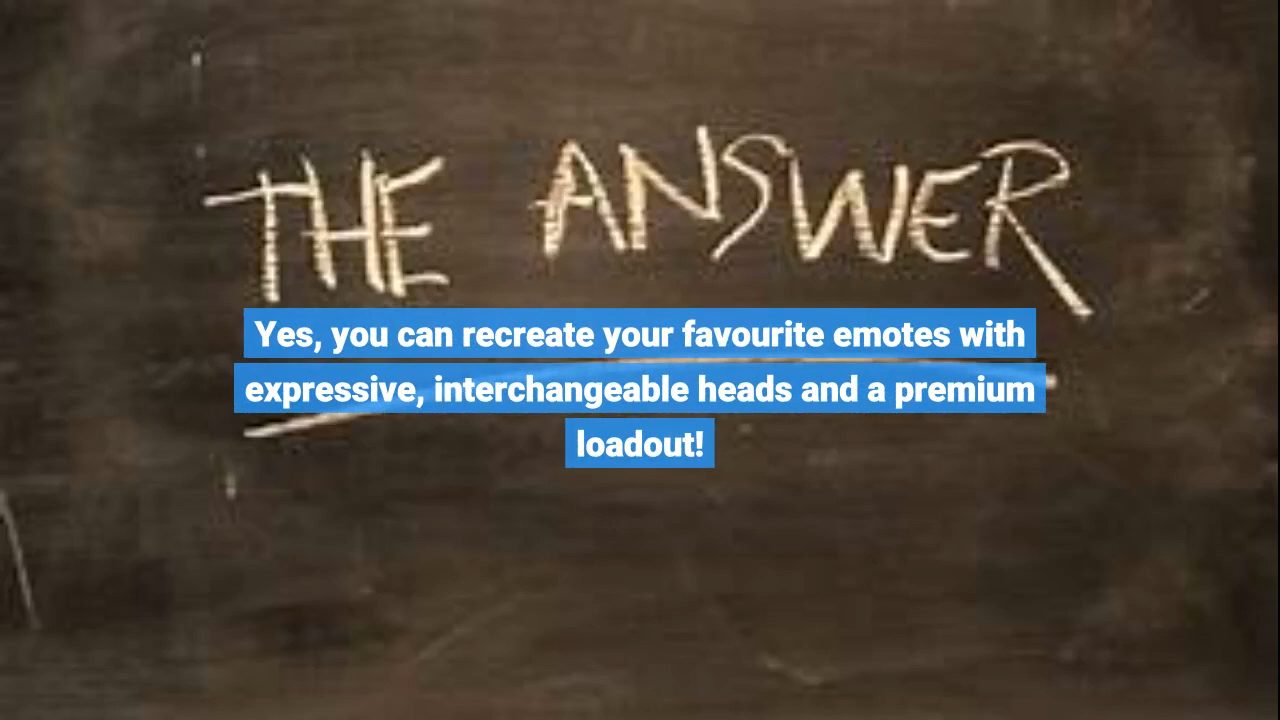 THE ANSWER
Yes, you can recreate your favourite emotes with
expressive, interchangeable heads and a premium
loadout!